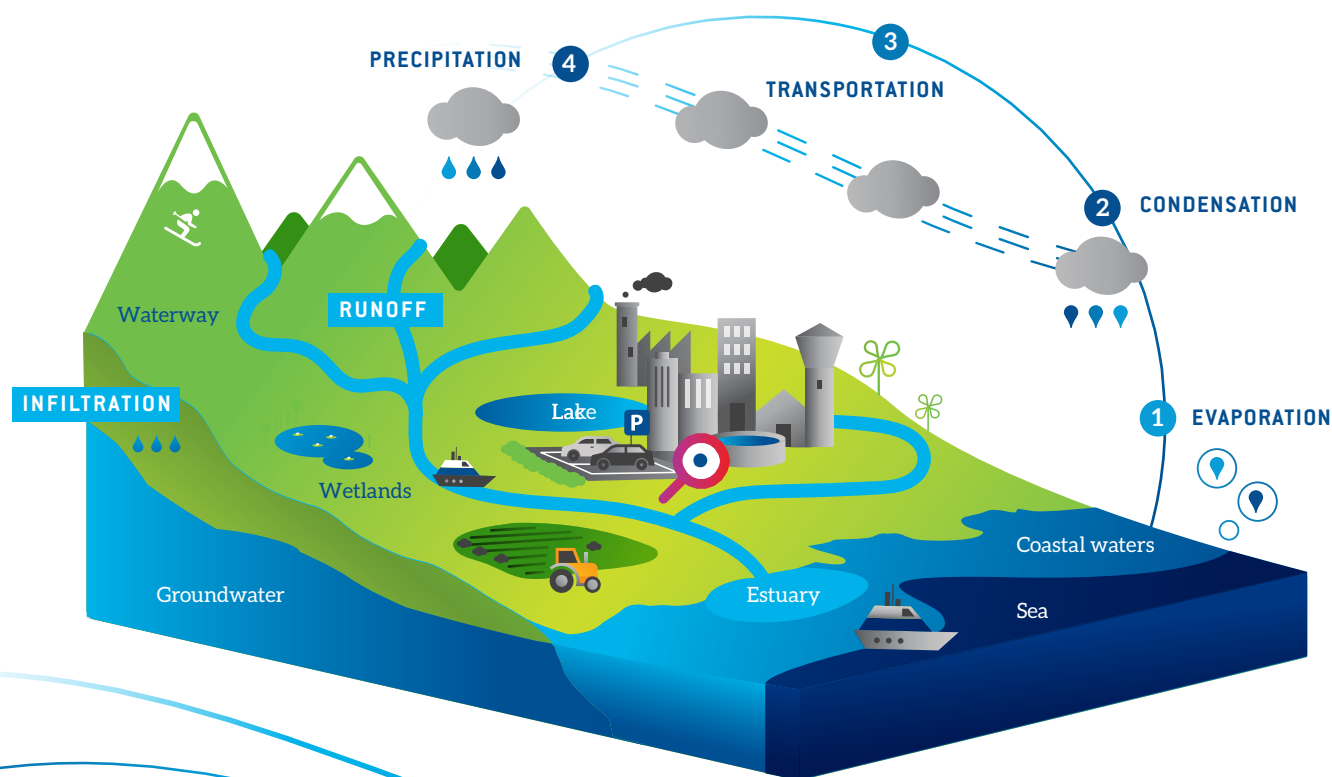 3
PRECIPITATION
4
TRANSPORTATION
2
CONDENSATION
Waterway
RUNOFF
INFILTRATION
Lake
P
1
EVAPORATION
Wetlands
Coastal waters
Groundwater
Estuary
Sea